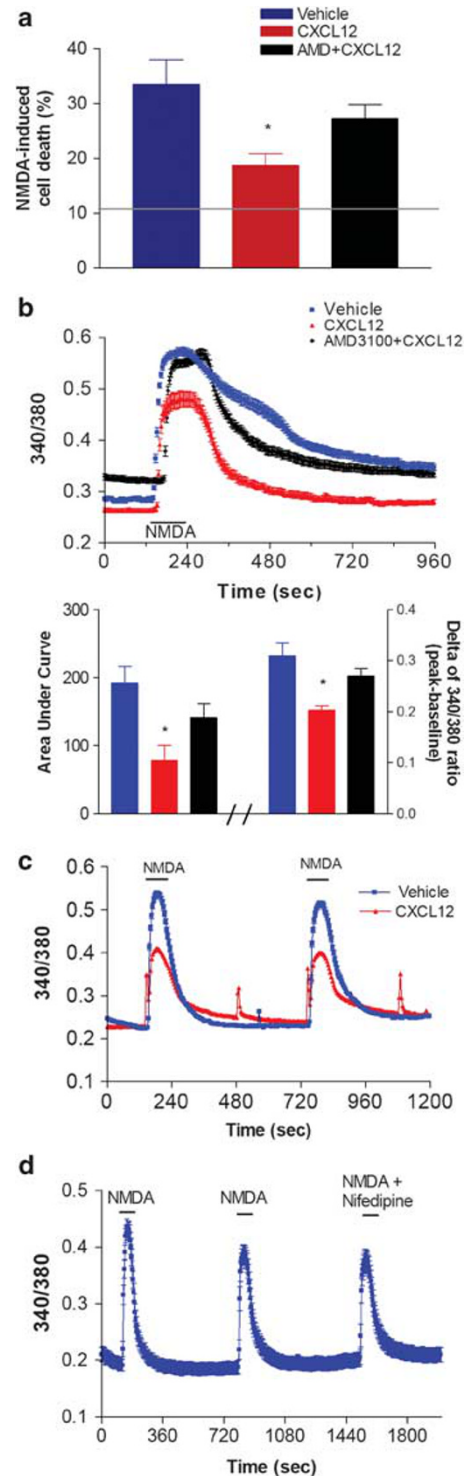 a
Vehicle
CXCL12
AMD+CXCL12
NMDA-induced
cell death (%)
40
30
20
10
0
*
b
Vehicle
CXCL12
AMD3100+CXCL12
340/380
0.6
0.5
0.4
0.3
0.2
NMDA
0 240 480 720 960
Time (sec)
Area Under Curve
300
200
100
0
*
*
0.4
0.3
0.2
0.1
0.0
Delta of 340/380 ratio
(peak-baseline)
//
c
NMDA
NMDA
Vehicle
CXCL12
340/380
0.6
0.5
0.4
0.3
0.2
0.1
0 240 480 720 960 1200
Time (sec)
d
NMDA
NMDA
NMDA +
Nifedipine
340/380
0.5
0.4
0.3
0.2
0.1
0 360 720 1080 1440 1800
Time (sec)